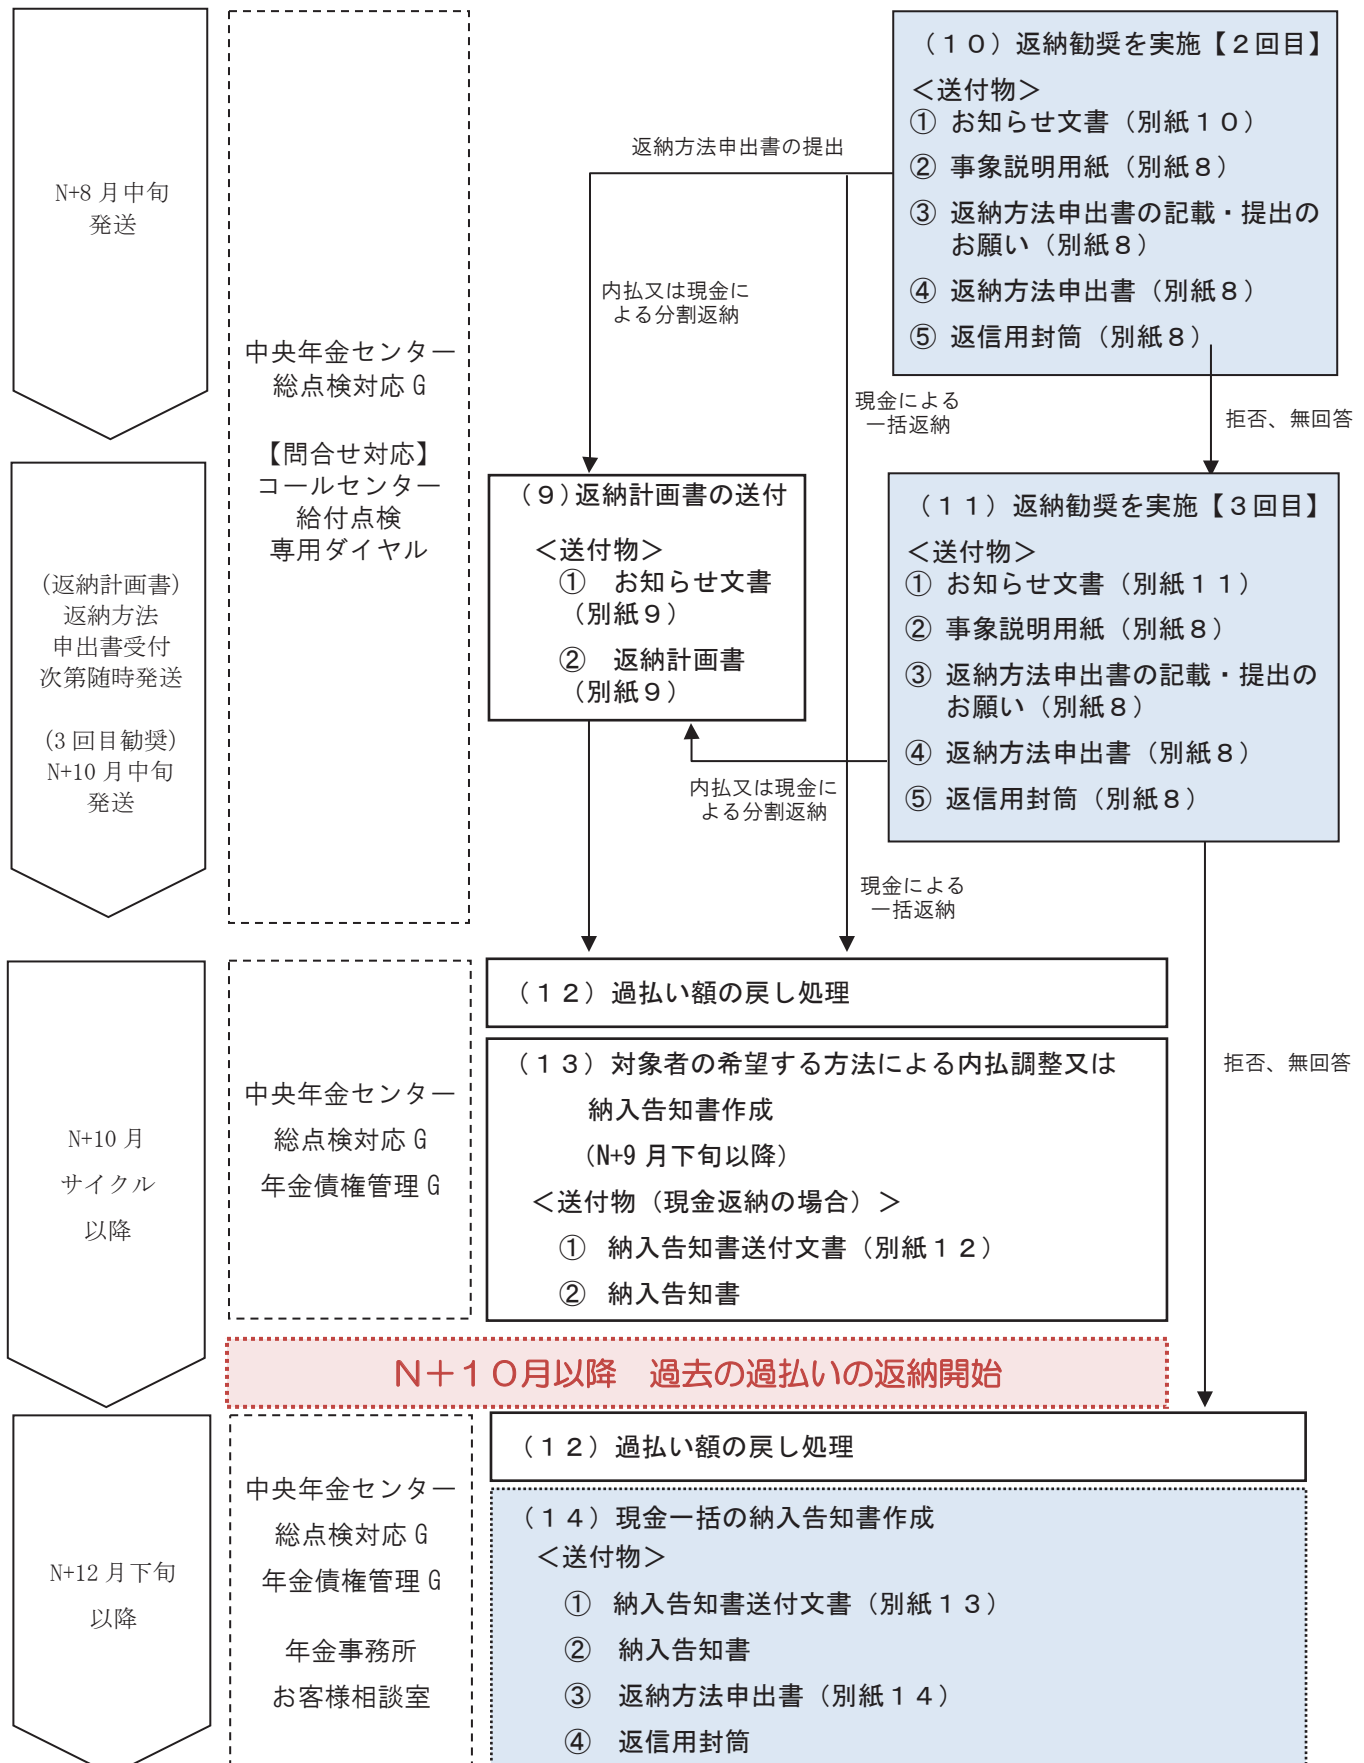 N+8 月中旬
発送
中央年金センター
総点検対応 G
【問合せ対応】
コールセンター
給付点検
専用ダイヤル
（10）返納勧奨を実施【２回目】
＜送付物＞
① お知らせ文書（別紙１０）
② 事象説明用紙（別紙８）
③ 返納方法申出書の記載・提出の
お願い（別紙８）
④ 返納方法申出書（別紙８）
⑤ 返信用封筒（別紙８）
返納方法申出書の提出
内払又は現金に
よる分割返納
現金による
一括返納
拒否、無回答
（返納計画書）
返納方法
申出書受付
次第随時発送
（3 回目勧奨）
N+10 月中旬
発送
（９）返納計画書の送付
＜送付物＞
① お知らせ文書
（別紙９）
② 返納計画書
（別紙９）
（１１）返納勧奨を実施【３回目】
＜送付物＞
① お知らせ文書（別紙１１）
② 事象説明用紙（別紙８）
③ 返納方法申出書の記載・提出の
お願い（別紙８）
④ 返納方法申出書（別紙８）
⑤ 返信用封筒（別紙８）
内払又は現金に
よる分割返納
現金による
一括返納
拒否、無回答
N+10 月
サイクル
以降
中央年金センター
総点検対応 G
年金債権管理 G
（１２）過払い額の戻し処理
（１３）対象者の希望する方法による内払調整又は
納入告知書作成
（N+9 月下旬以降）
＜送付物（現金返納の場合）＞
① 納入告知書送付文書（別紙１２）
② 納入告知書
Ｎ＋１０月以降　過去の過払いの返納開始
N+12 月下旬
以降
中央年金センター
総点検対応 G
年金債権管理 G
年金事務所
お客様相談室
（１２）過払い額の戻し処理
（１４）現金一括の納入告知書作成
＜送付物＞
① 納入告知書送付文書（別紙１３）
② 納入告知書
③ 返納方法申出書（別紙１４）
④ 返信用封筒